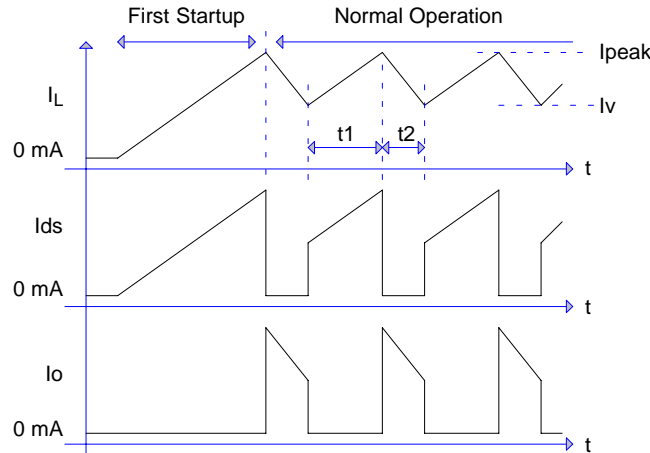 First Startup
Normal Operation
Ipeak
IL
Iv
t1
t2
0 mA
t
Ids
0 mA
t
Io
0 mA
t